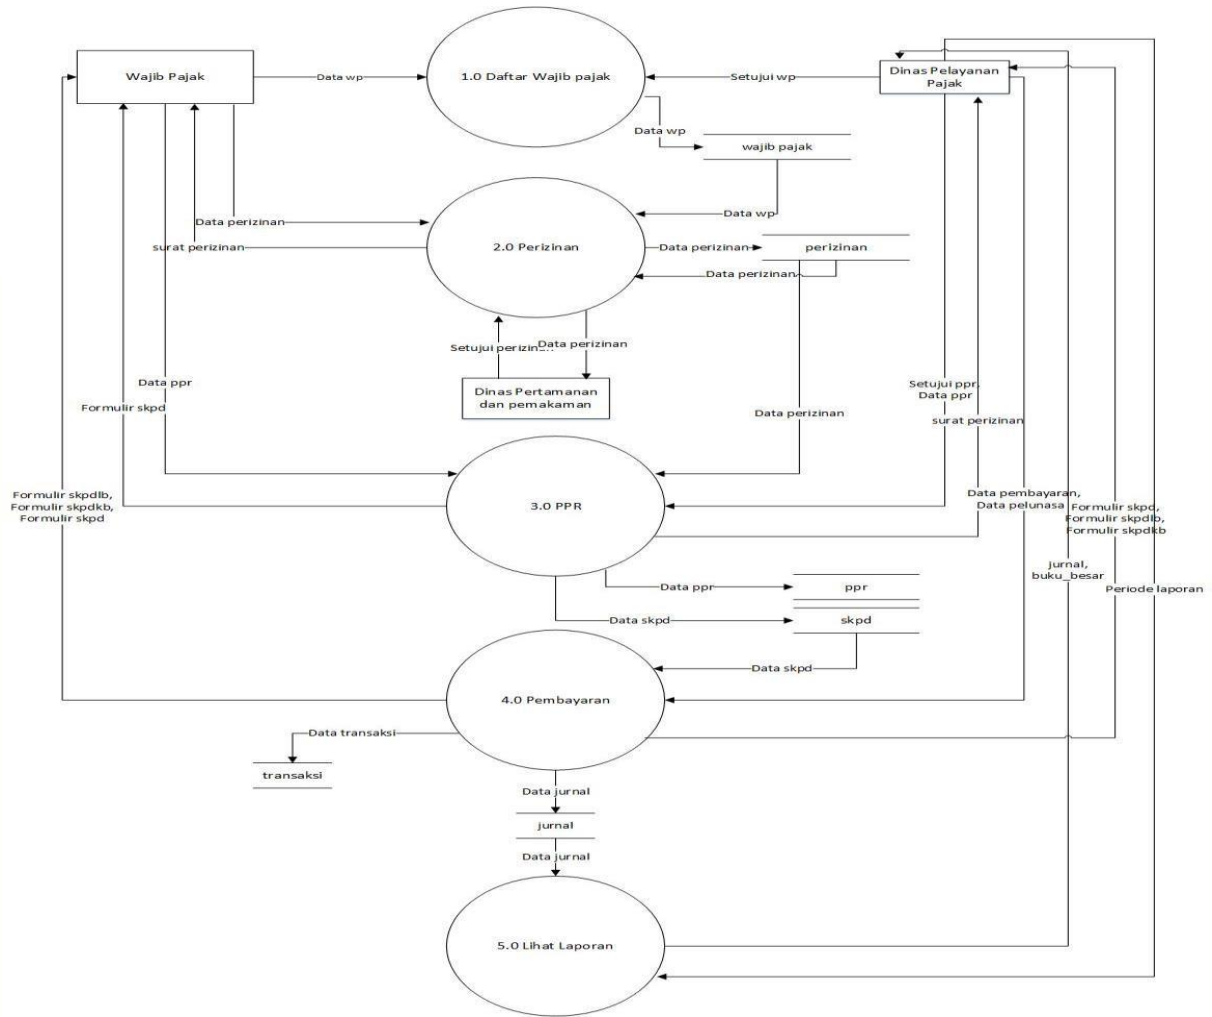 Wajib Pajak
Data wp
1.0 Daftar Wajib pajak
Setujui wp
Dinas Pelayanan
Pajak
Data wp
wajib pajak
Data wp
Data perizinan
surat perizinan
2.0 Perizinan
Data perizinan
perizinan
Data perizinan
Setujui perizinan
Data perizinan
Dinas Pertamanan
dan pemakaman
Data ppr
Formulir skpd
Setujui ppr,
Data ppr
surat perizinan
Data perizinan
3.0 PPR
Formulir skpdlb,
Formulir skpdkb,
Formulir skpd
Data pembayaran,
Data pelunasa
Formulir skpd,
Formulir skpdlb,
Formulir skpdkb
jurnal,
buku_besar
Periode laporan
Data ppr
ppr
Data skpd
skpd
Data skpd
4.0 Pembayaran
Data transaksi
transaksi
Data jurnal
jurnal
Data jurnal
5.0 Lihat Laporan